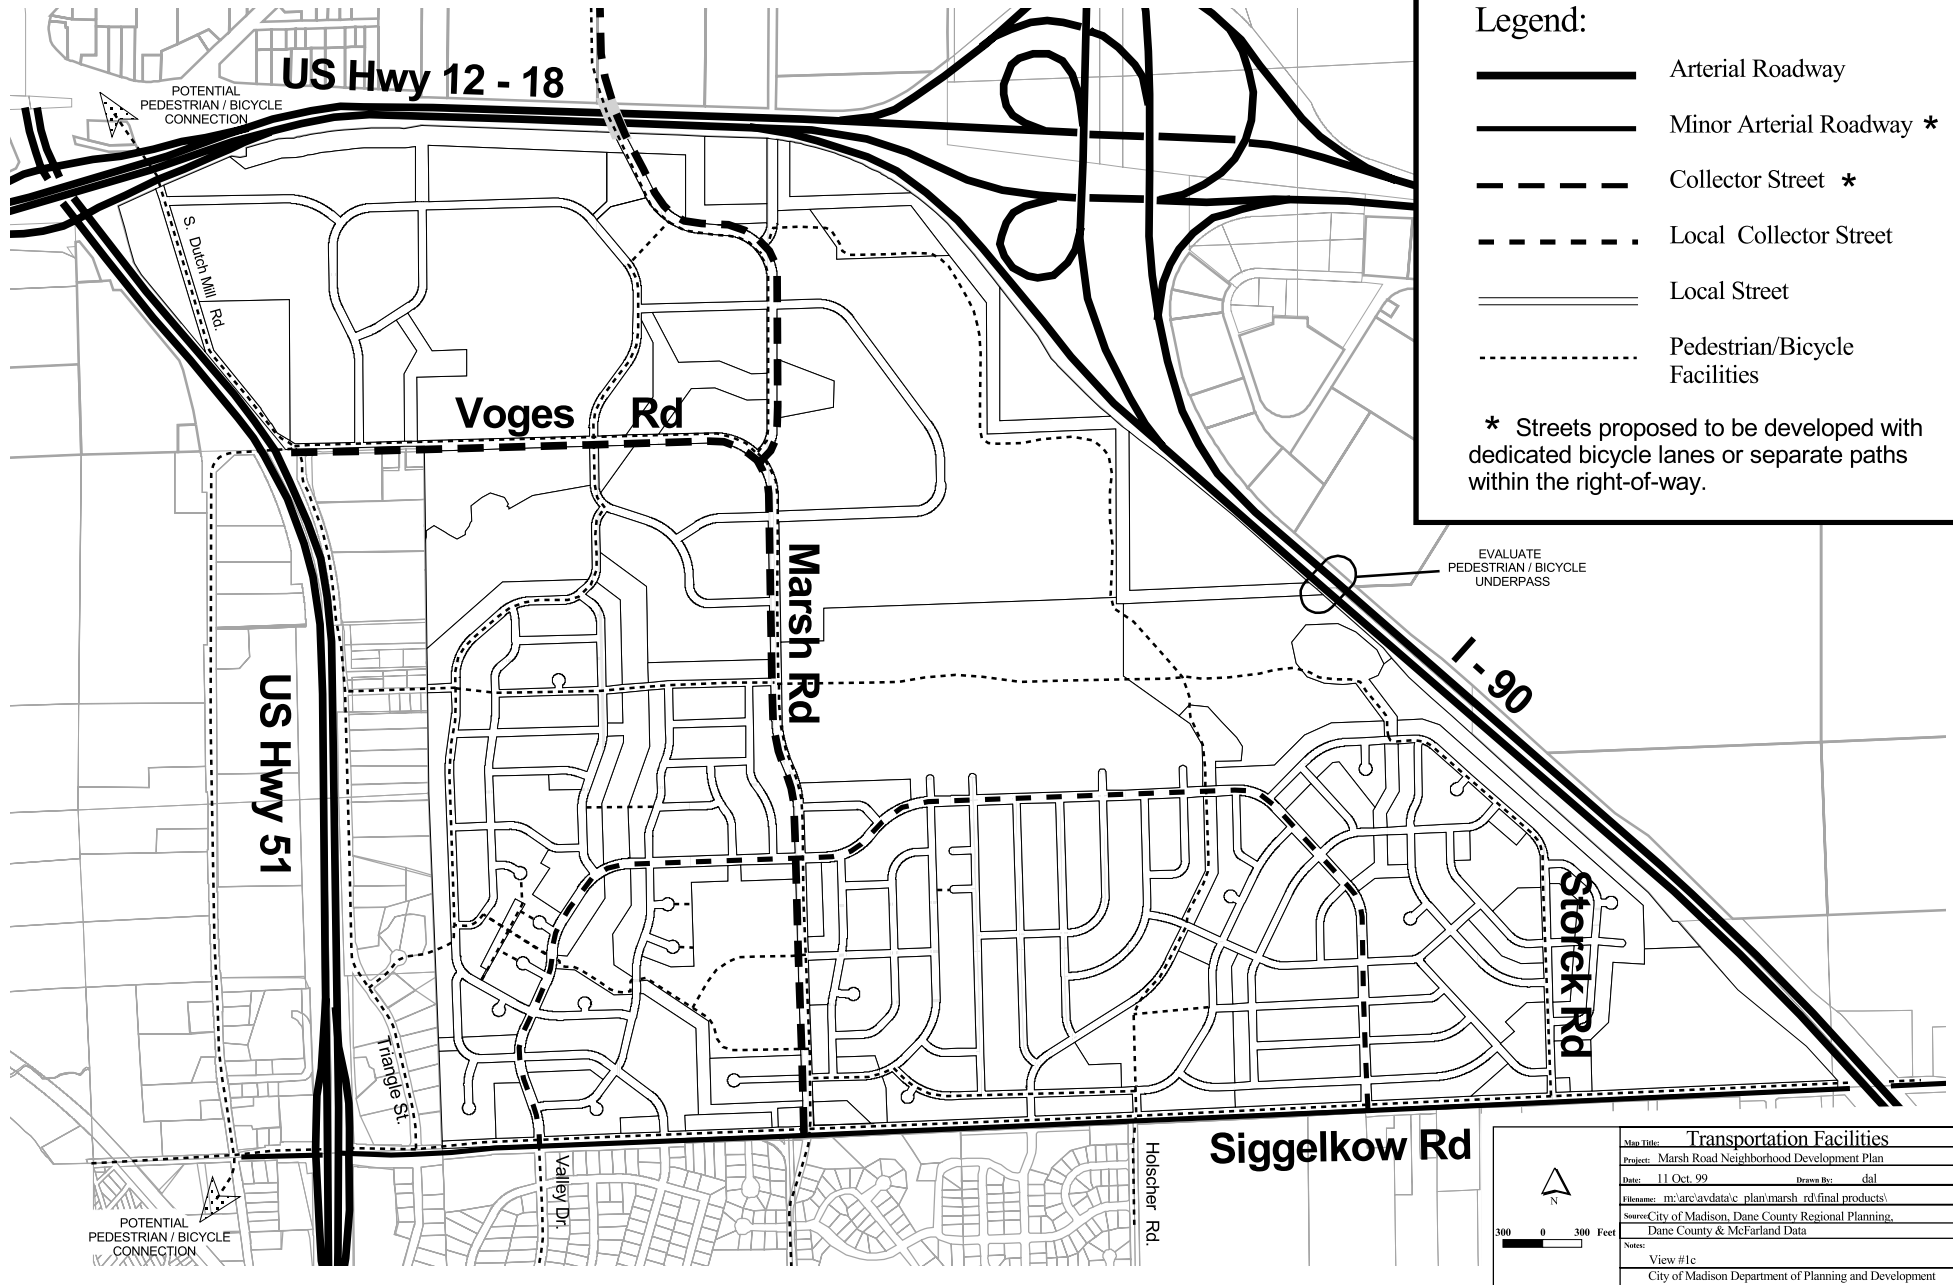 Legend:
Arterial Roadway
Minor Arterial Roadway *
Collector Street *
Local Collector Street
Local Street
Pedestrian/Bicycle
Facilities
* Streets proposed to be developed with
dedicated bicycle lanes or separate paths
within the right-of-way.
US Hwy 12 - 18
POTENTIAL
PEDESTRIAN / BICYCLE
CONNECTION
S. Dutch Mill Rd.
Voges Rd
Marsh Rd
EVALUATE
PEDESTRIAN / BICYCLE
UNDERPASS
I - 90
US Hwy 51
Storck Rd
Triangle St.
Siggelkow Rd
Valley Dr.
Holscher Rd.
POTENTIAL
PEDESTRIAN / BICYCLE
CONNECTION
N
300 0 300 Feet
Map Title: Transportation Facilities
Project: Marsh Road Neighborhood Development Plan
Date: 11 Oct. 99 Drawn By: dal
Filename: m:\arc\avdata\c_plan\marsh_rd\final products\
Source: City of Madison, Dane County Regional Planning,
Dane County & McFarland Data
Notes:
View #1c
City of Madison Department of Planning and Development